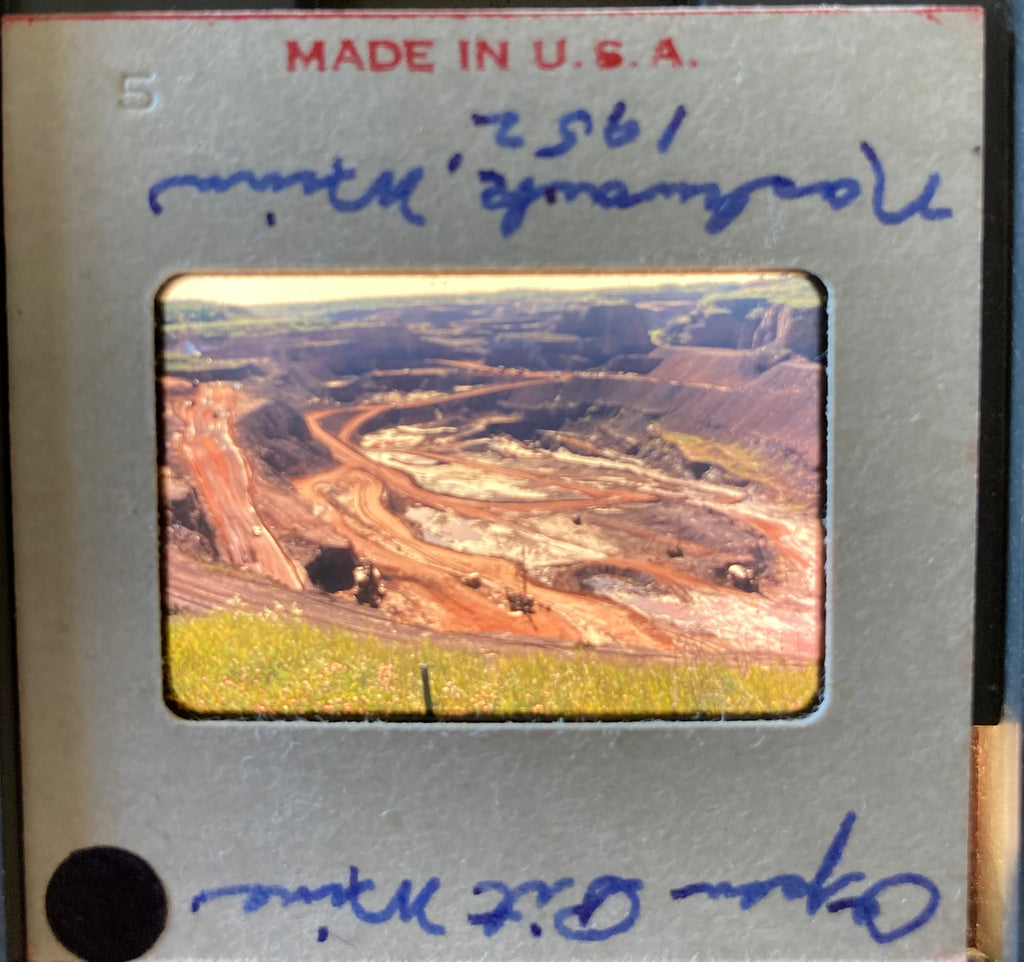 MADE IN U.S.A.
5
Open Pit Mine
Nashwauk, Minn
1952